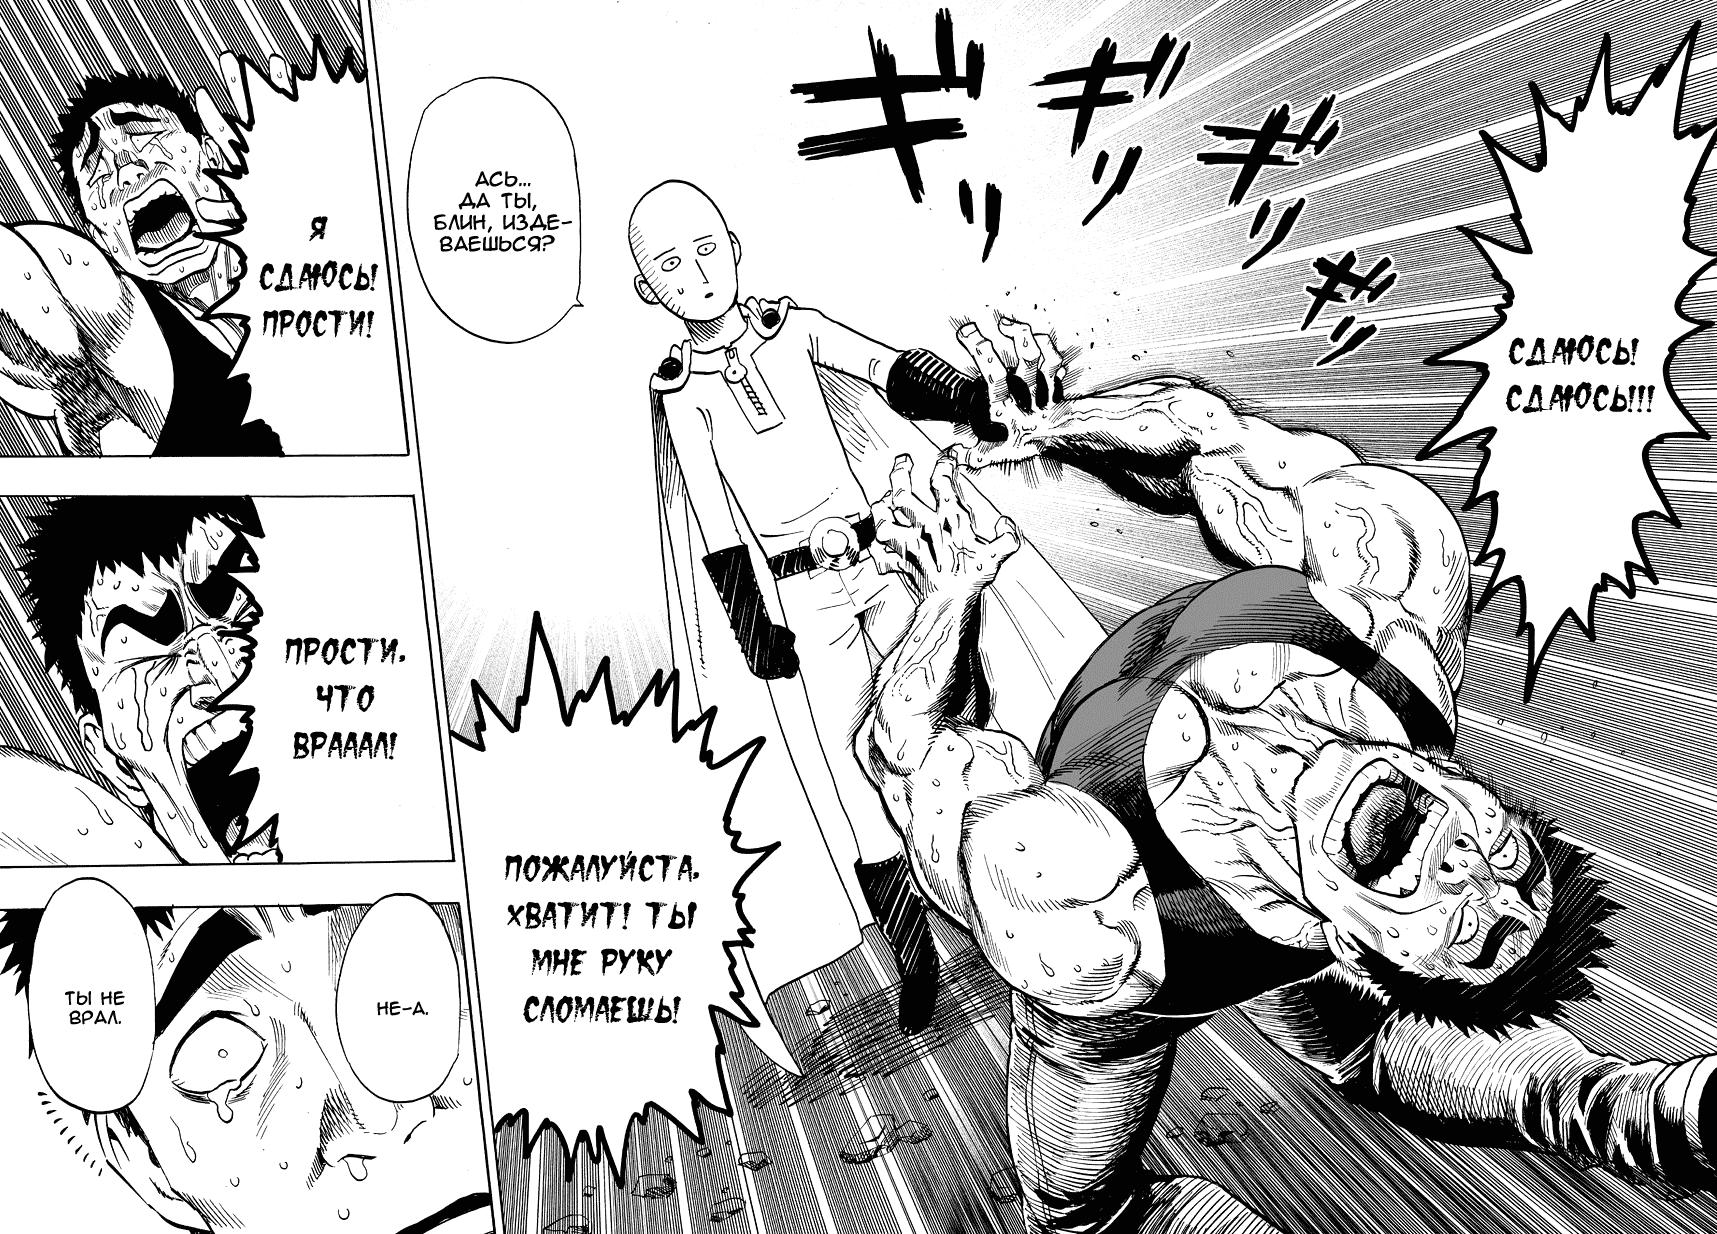 СДАЮСЬ!
СДАЮСЬ!!!
ギリ
ギリ
ギリ
ギリ
АСЬ...
ДА ТЫ,
БЛИН, ИЗДЕ-
ВАЕШЬСЯ?
ПОЖАЛУЙСТА,
ХВАТИТ! ТЫ
МНЕ РУКУ
СЛОМАЕШЬ!
Я
СДАЮСЬ!
ПРОСТИ!
ПРОСТИ,
ЧТО
ВРАААЛ!
НЕ-А.
ТЫ НЕ
ВРАЛ.